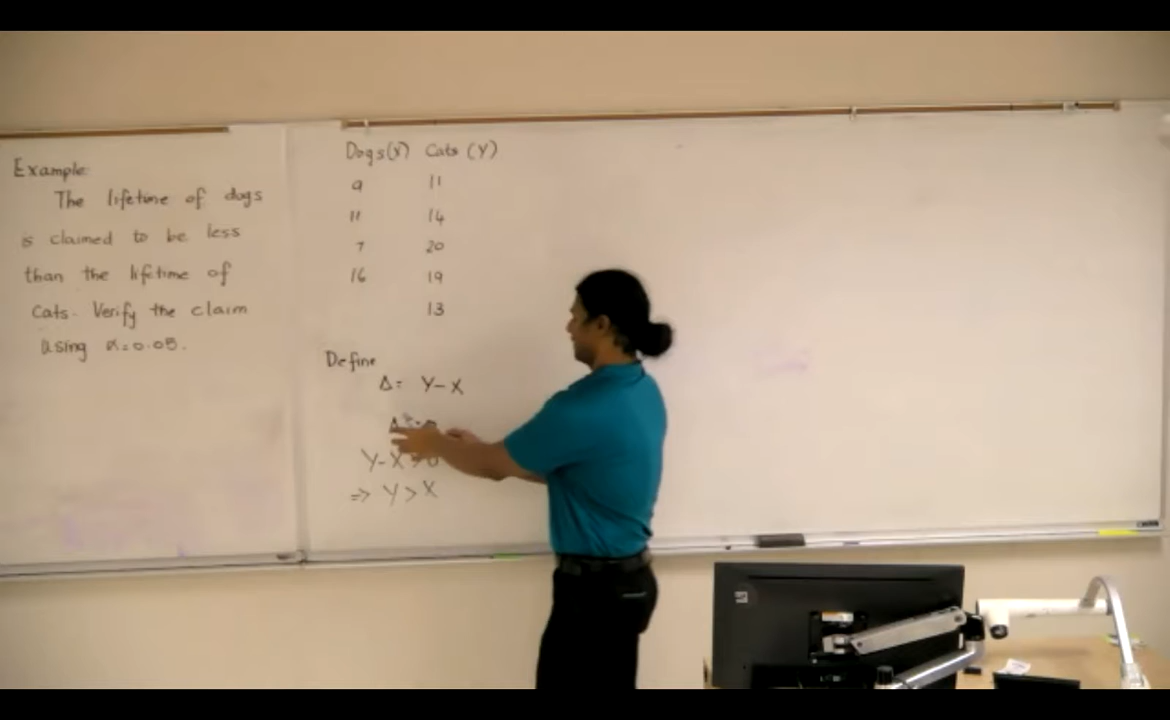 Example:
The lifetime of dogs
is claimed to be less
than the lifetime of
Cats. Verify the claim
using α=0.05.
Dogs(X) Cats (Y)
9 11
11 14
7 20
16 19
13
Define
Δ = Y-X
Y-X > 0
=> Y > X